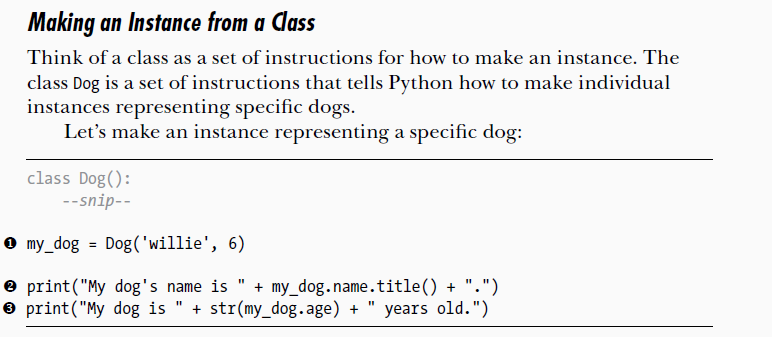 Making an Instance from a Class
Think of a class as a set of instructions for how to make an instance. The
class Dog is a set of instructions that tells Python how to make individual
instances representing specific dogs.
Let’s make an instance representing a specific dog:
class Dog():
--snip--
❶ my_dog = Dog('willie', 6)
❷ print("My dog's name is " + my_dog.name.title() + ".")
❸ print("My dog is " + str(my_dog.age) + " years old.")